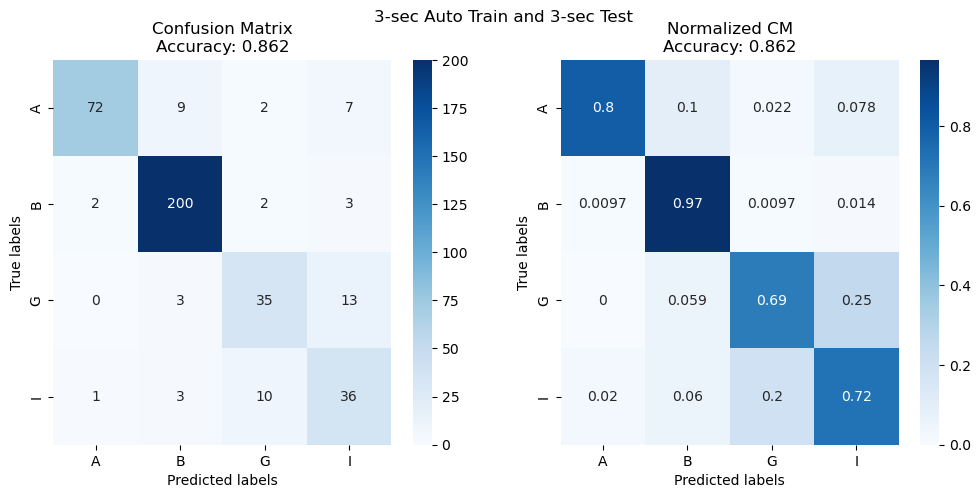 3-sec Auto Train and 3-sec Test
Confusion Matrix
Accuracy: 0.862
True labels
A
72 9 2 7
B
2 200 2 3
G
0 3 35 13
I
1 3 10 36
A B G I
Predicted labels
200
175
150
125
100
75
50
25
0
Normalized CM
Accuracy: 0.862
True labels
A
0.8 0.1 0.022 0.078
B
0.0097 0.97 0.0097 0.014
G
0 0.059 0.69 0.25
I
0.02 0.06 0.2 0.72
A B G I
Predicted labels
0.8
0.6
0.4
0.2
0.0